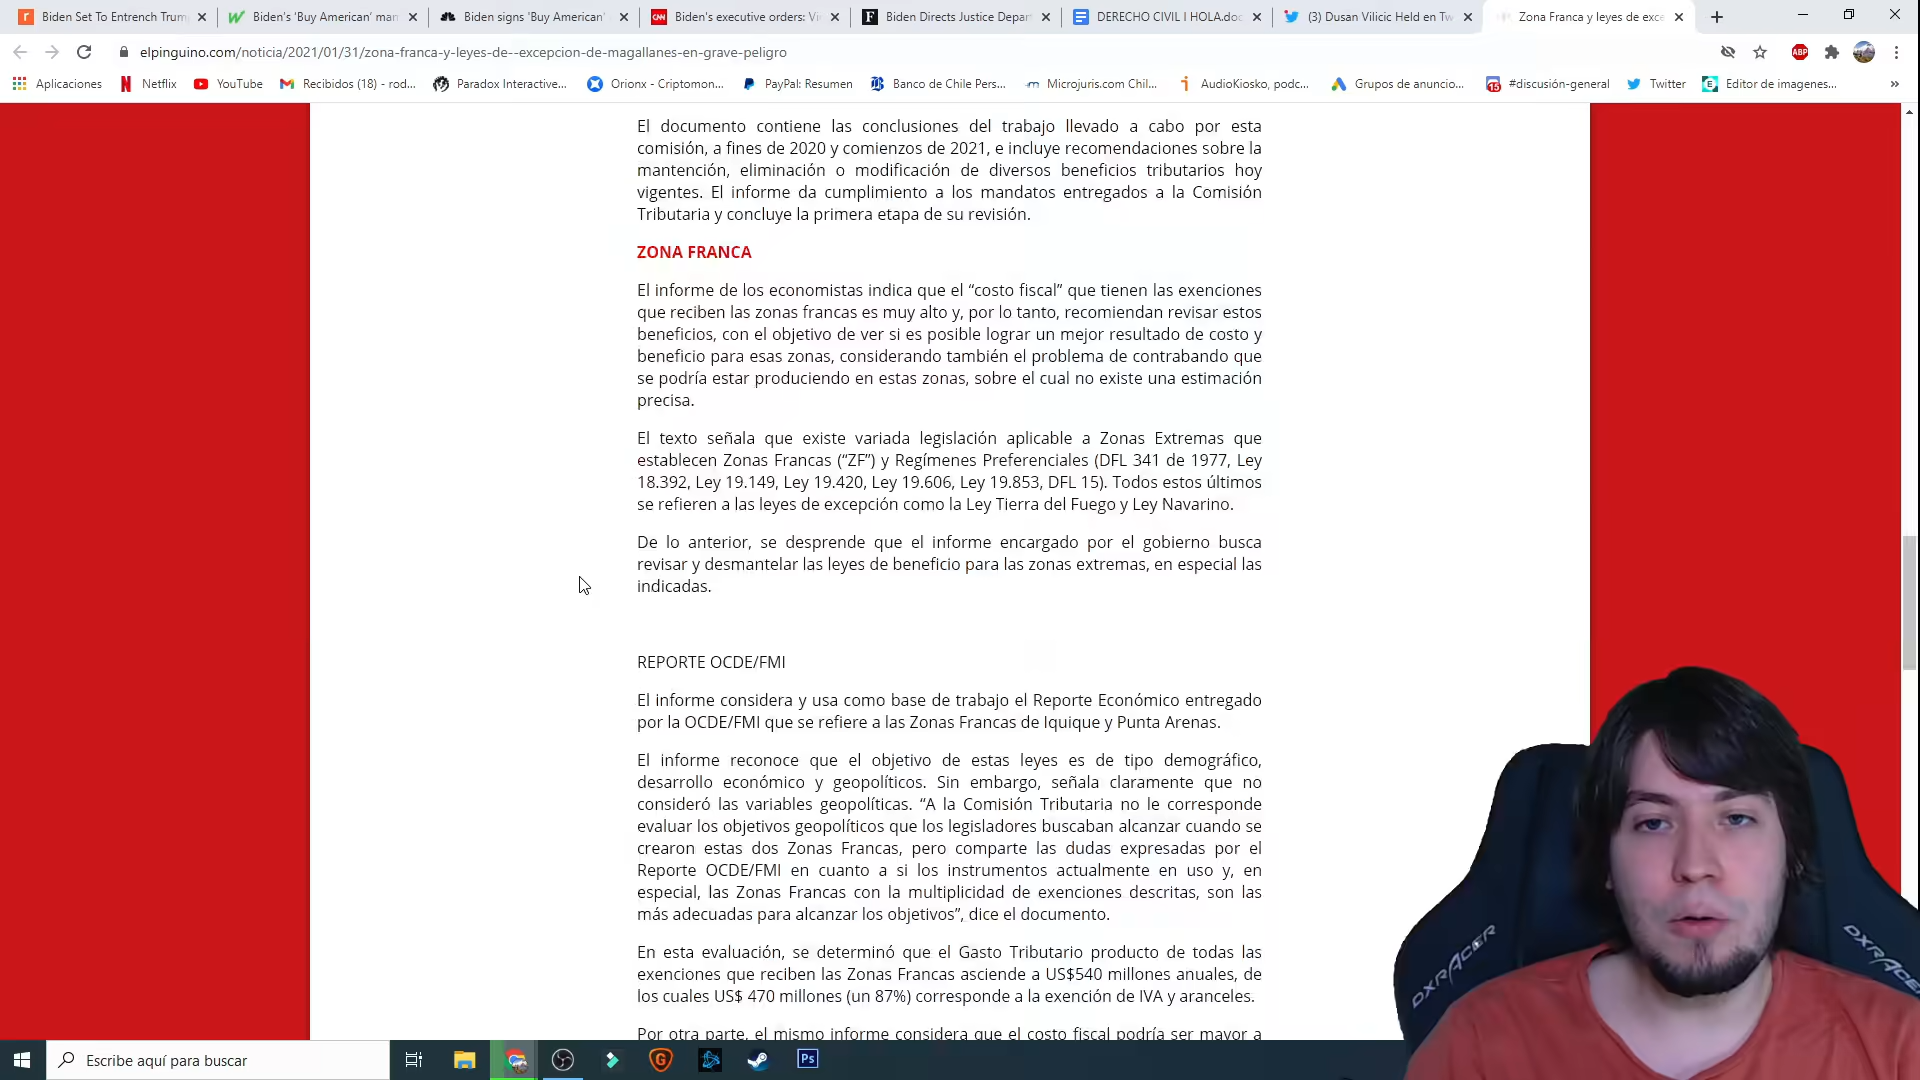 Biden Set To Entrench Trum
Biden's 'Buy American' man
Biden signs 'Buy American'
Biden's executive orders: Vi
Biden Directs Justice Depar
DERECHO CIVIL I HOLA.doc
(3) Dusan Vilicic Held en Tw
Zona Franca y leyes de exce
elpinguino.com/noticia/2021/01/31/zona-franca-y-leyes-de--excepcion-de-magallanes-en-grave-peligro
ABP
Aplicaciones
Netflix
YouTube
Recibidos (18) - rod...
Paradox Interactive...
Orionx - Criptomon...
PayPal: Resumen
Banco de Chile Pers...
Microjuris.com Chil...
AudioKiosko, podc...
Grupos de anuncio...
15
#discusión-general
Twitter
Editor de imagenes...
»
El documento contiene las conclusiones del trabajo llevado a cabo por esta
comisión, a fines de 2020 y comienzos de 2021, e incluye recomendaciones sobre la
mantención, eliminación o modificación de diversos beneficios tributarios hoy
vigentes. El informe da cumplimiento a los mandatos entregados a la Comisión
Tributaria y concluye la primera etapa de su revisión.
ZONA FRANCA
El informe de los economistas indica que el “costo fiscal” que tienen las exenciones
que reciben las zonas francas es muy alto y, por lo tanto, recomiendan revisar estos
beneficios, con el objetivo de ver si es posible lograr un mejor resultado de costo y
beneficio para esas zonas, considerando también el problema de contrabando que
se podría estar produciendo en estas zonas, sobre el cual no existe una estimación
precisa.
El texto señala que existe variada legislación aplicable a Zonas Extremas que
establecen Zonas Francas (“ZF”) y Regímenes Preferenciales (DFL 341 de 1977, Ley
18.392, Ley 19.149, Ley 19.420, Ley 19.606, Ley 19.853, DFL 15). Todos estos últimos
se refieren a las leyes de excepción como la Ley Tierra del Fuego y Ley Navarino.
De lo anterior, se desprende que el informe encargado por el gobierno busca
revisar y desmantelar las leyes de beneficio para las zonas extremas, en especial las
indicadas.
REPORTE OCDE/FMI
El informe considera y usa como base de trabajo el Reporte Económico entregado
por la OCDE/FMI que se refiere a las Zonas Francas de Iquique y Punta Arenas.
El informe reconoce que el objetivo de estas leyes es de tipo demográfico,
desarrollo económico y geopolíticos. Sin embargo, señala claramente que no
consideró las variables geopolíticas. “A la Comisión Tributaria no le corresponde
evaluar los objetivos geopolíticos que los legisladores buscaban alcanzar cuando se
crearon estas dos Zonas Francas, pero comparte las dudas expresadas por el
Reporte OCDE/FMI en cuanto a si los instrumentos actualmente en uso y, en
especial, las Zonas Francas con la multiplicidad de exenciones descritas, son las
más adecuadas para alcanzar los objetivos”, dice el documento.
En esta evaluación, se determinó que el Gasto Tributario producto de todas las
exenciones que reciben las Zonas Francas asciende a US$540 millones anuales, de
los cuales US$ 470 millones (un 87%) corresponde a la exención de IVA y aranceles.
Por otra parte, el mismo informe considera que el costo fiscal podría ser mayor a
DXRACER
DXRACER
Escribe aquí para buscar
Ps